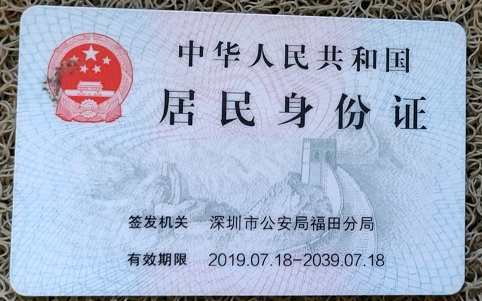 中华人民共和国
居民身份证
签发机关 深圳市公安局福田分局
有效期限 2019.07.18-2039.07.18